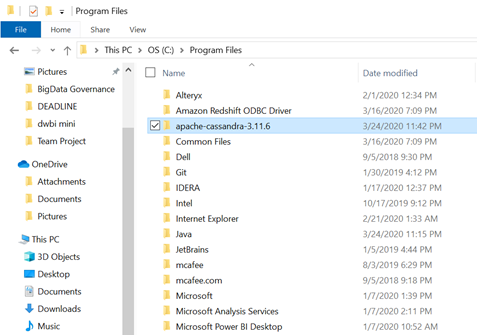 Program Files
File Home Share View
This PC > OS (C:) > Program Files
Pictures
BigData Governance
DEADLINE
dwbi mini
Team Project
OneDrive
Attachments
Documents
Pictures
This PC
3D Objects
Desktop
Documents
Downloads
Music
Name Date modified
Alteryx 2/1/2020 12:34 PM
Amazon Redshift ODBC Driver 3/16/2020 7:09 PM
apache-cassandra-3.11.6 3/24/2020 11:42 PM
Common Files 3/16/2020 7:09 PM
Dell 9/5/2018 9:30 PM
Git 1/30/2019 4:12 PM
IDERA 1/17/2020 12:37 PM
Intel 10/17/2019 9:12 PM
Internet Explorer 2/21/2020 1:33 AM
Java 3/24/2020 11:15 PM
JetBrains 1/5/2019 4:44 PM
mcafee 8/3/2019 6:29 PM
mcafee.com 9/5/2018 9:18 PM
Microsoft 1/7/2020 1:39 PM
Microsoft Analysis Services 1/7/2020 2:11 PM
Microsoft Power BI Desktop 1/7/2020 10:52 AM